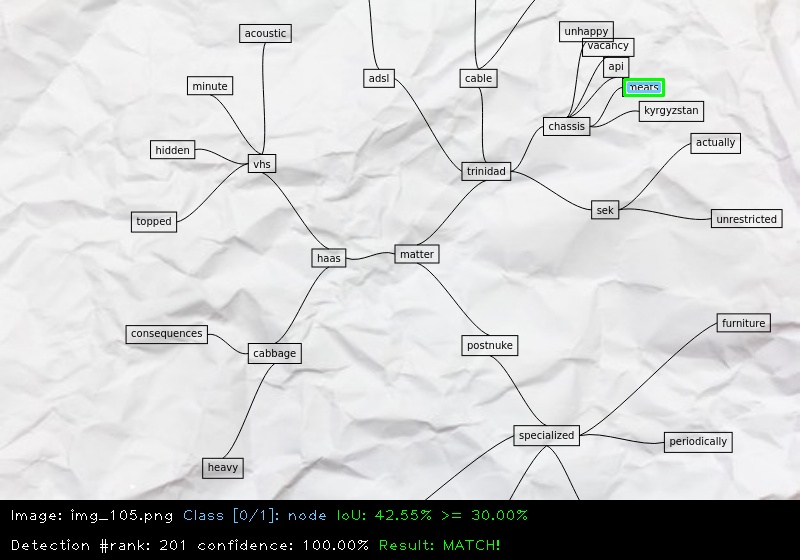 unhappy
acoustic
vacancy
api
adsl
cable
minute
meats
kyrgyzstan
chassis
actually
hidden
vhs
trinidad
sek
topped
unrestricted
haas
matter
furniture
consequences
postnuke
cabbage
specialized
periodically
heavy
Image: img_105.png Class [0/1]: node IoU: 42.55% >= 30.00%
Detection #rank: 201 confidence: 100.00% Result: MATCH!